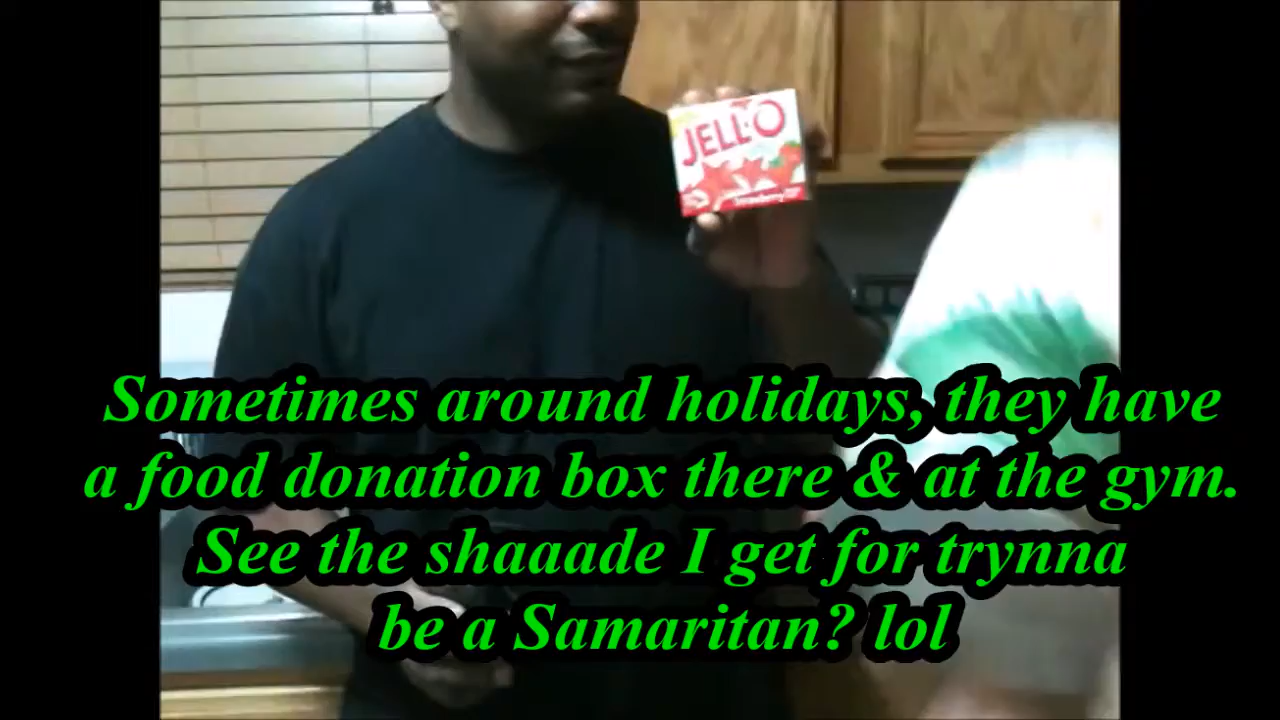 JELL-O
Strawberry
Sometimes around holidays, they have
a food donation box there & at the gym.
See the shaaade I get for trynna
be a Samaritan? lol